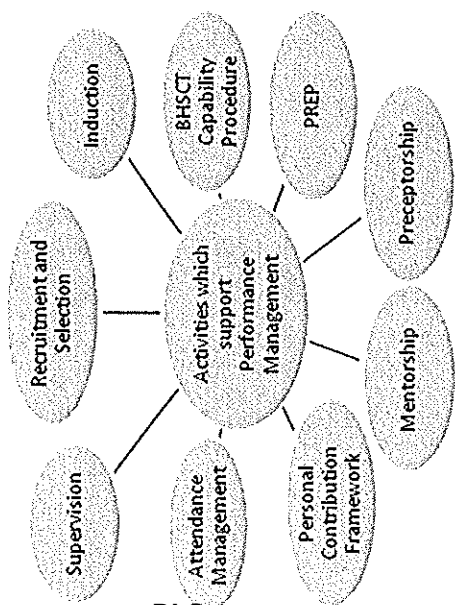 Recruitment and
Selection
Induction
BHSCT
Capability
Procedure
PREP
Preceptorship
Mentorship
Personal
Contribution
Framework
Attendance
Management
Supervision
Activities which
support
Performance
Management